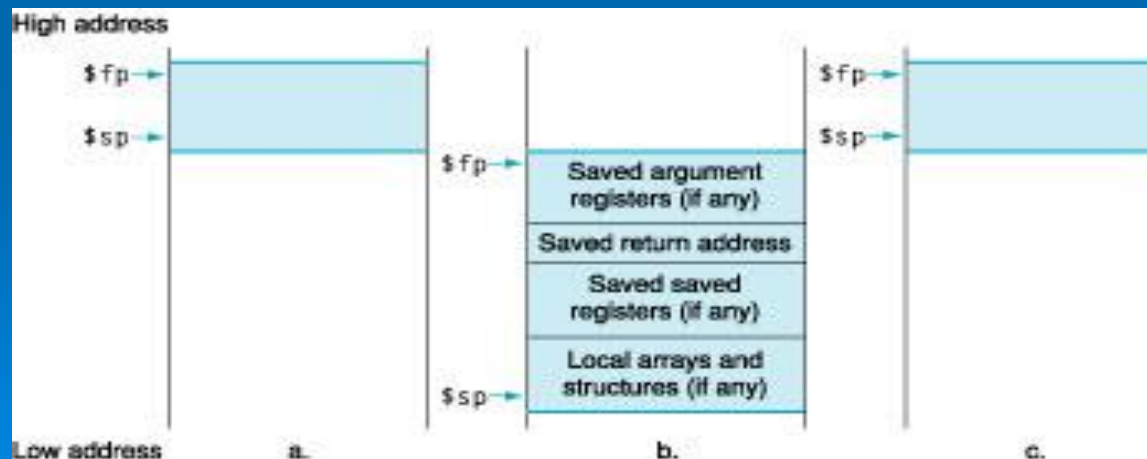 High address
$fp
$sp
$fp
Saved argument
registers (if any)
Saved return address
Saved saved
registers (if any)
Local arrays and
structures (if any)
$sp
$fp
$sp
Low address
a.
b.
c.